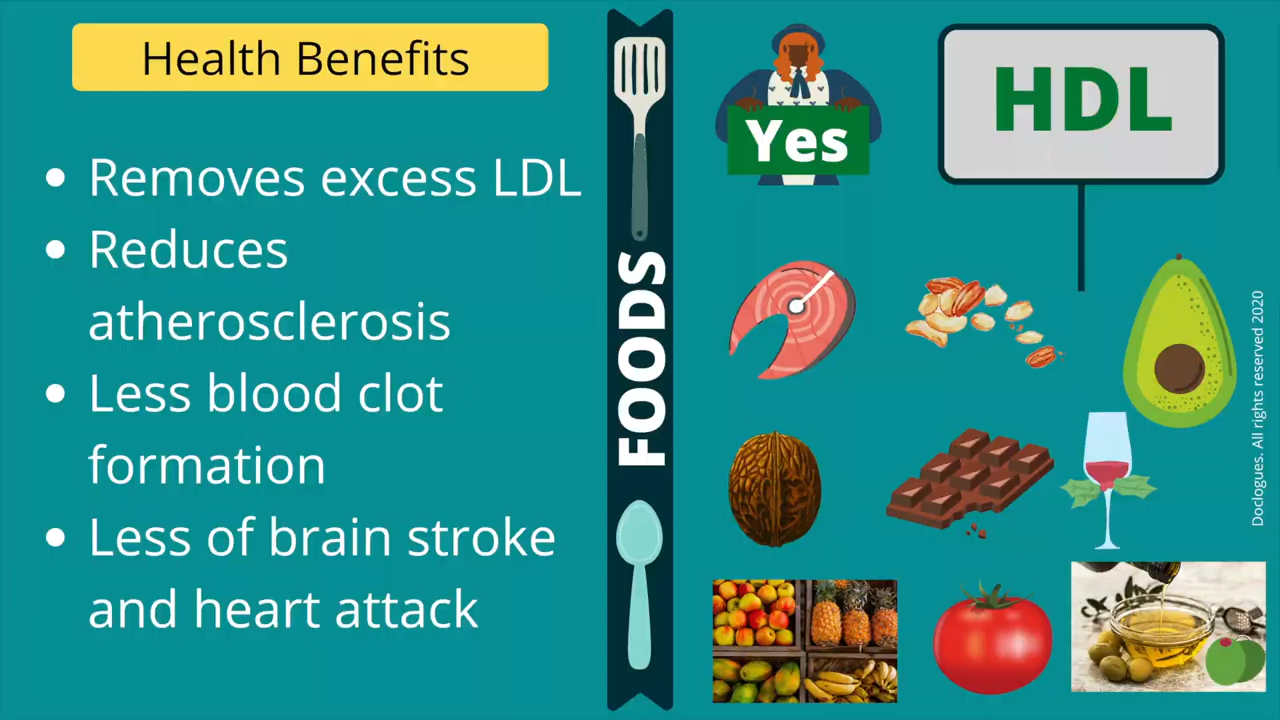 Health Benefits
• Removes excess LDL
• Reduces
atherosclerosis
• Less blood clot
formation
• Less of brain stroke
and heart attack
FOODS
Yes
HDL
Doclogues. All rights reserved 2020